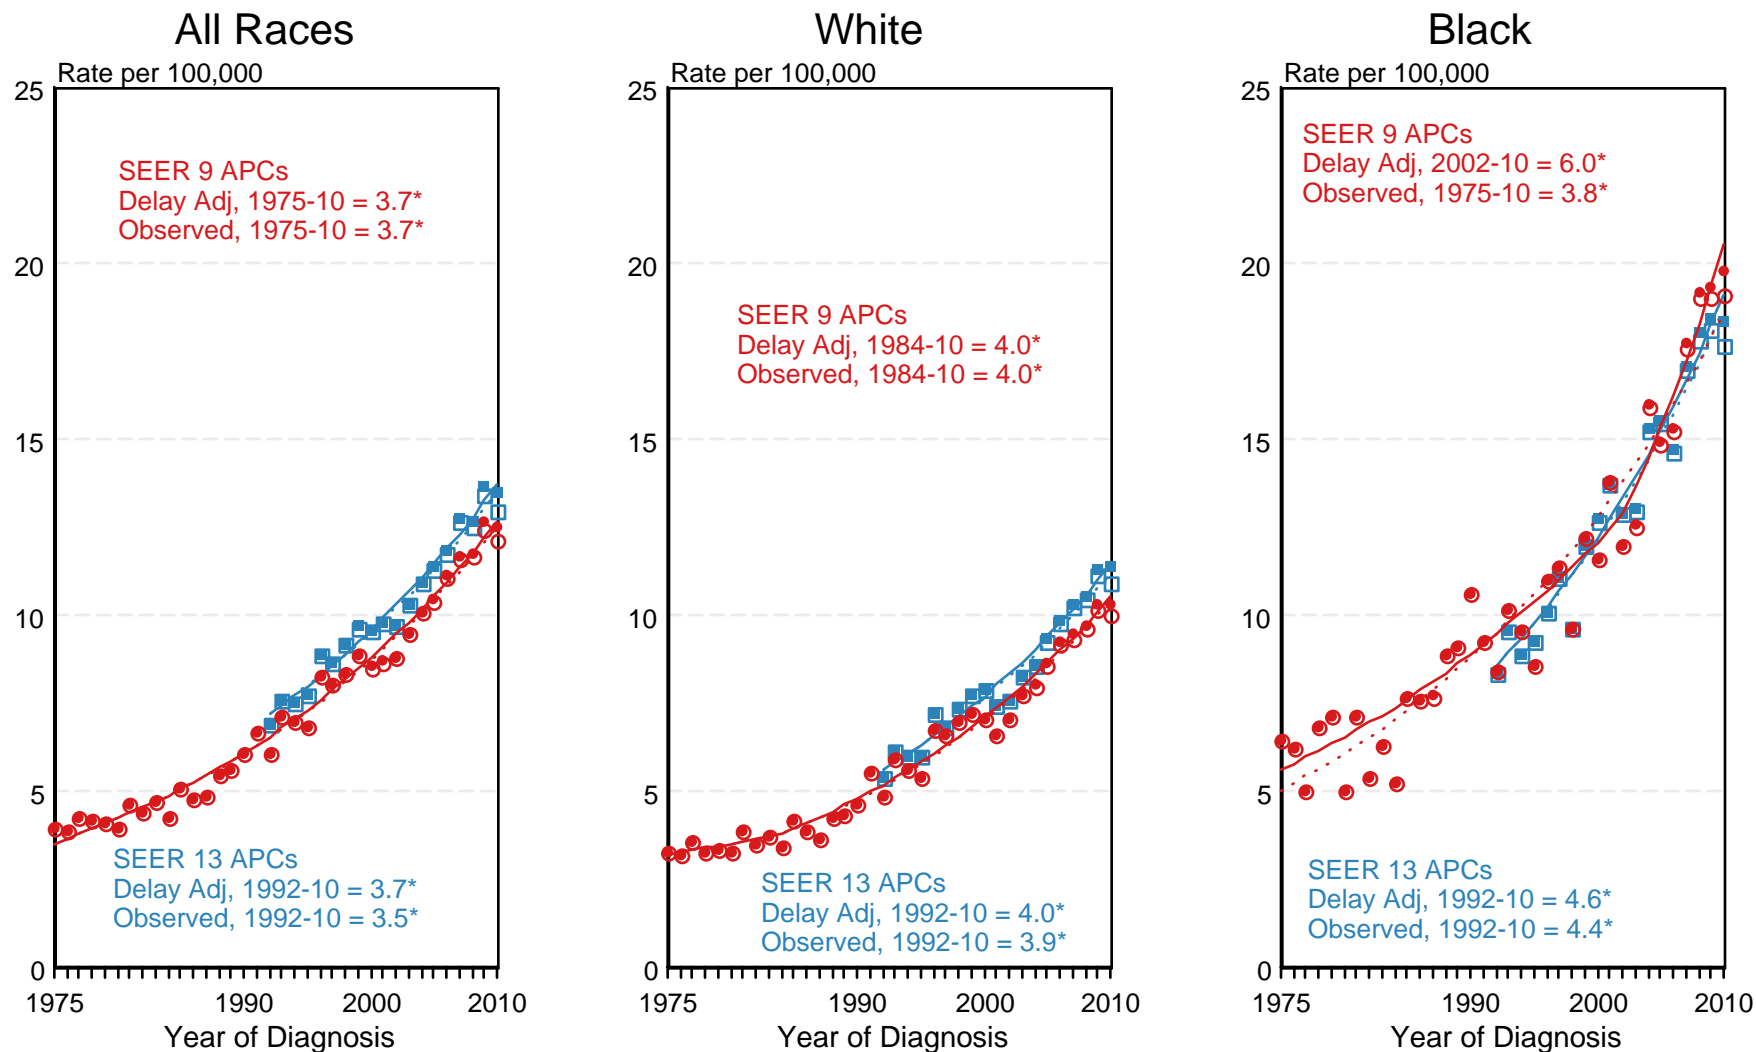 All Races
Rate per 100,000
25
20
15
10
5
0
SEER 9 APCs
Delay Adj, 1975-10 = 3.7*
Observed, 1975-10 = 3.7*
SEER 13 APCs
Delay Adj, 1992-10 = 3.7*
Observed, 1992-10 = 3.5*
1975 1990 2000 2010
Year of Diagnosis
White
Rate per 100,000
25
20
15
10
5
0
SEER 9 APCs
Delay Adj, 1984-10 = 4.0*
Observed, 1984-10 = 4.0*
SEER 13 APCs
Delay Adj, 1992-10 = 4.0*
Observed, 1992-10 = 3.9*
1975 1990 2000 2010
Year of Diagnosis
Black
Rate per 100,000
25
20
15
10
5
0
SEER 9 APCs
Delay Adj, 2002-10 = 6.0*
Observed, 1975-10 = 3.8*
SEER 13 APCs
Delay Adj, 1992-10 = 4.6*
Observed, 1992-10 = 4.4*
1975 1990 2000 2010
Year of Diagnosis